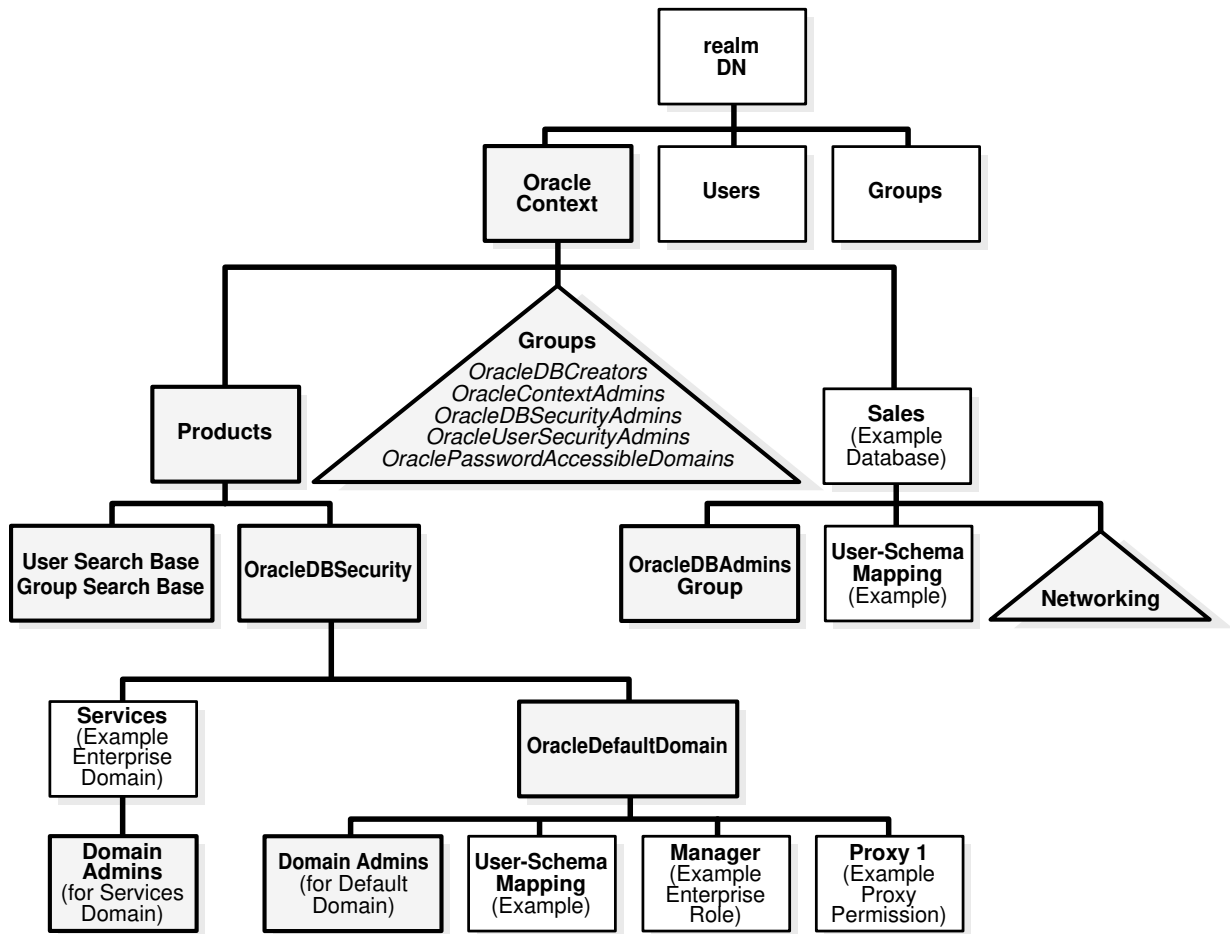 realm
DN
Oracle
Context
Users
Groups
Groups
OracleDBCreators
OracleContextAdmins
OracleDBSecurityAdmins
OracleUserSecurityAdmins
OraclePasswordAccessibleDomains
Products
Sales
(Example
Database)
User Search Base
Group Search Base
OracleDBSecurity
OracleDBAdmins
Group
User-Schema
Mapping
(Example)
Networking
Services
(Example
Enterprise
Domain)
OracleDefaultDomain
Domain
Admins
(for Services
Domain)
Domain Admins
(for Default
Domain)
User-Schema
Mapping
(Example)
Manager
(Example
Enterprise
Role)
Proxy 1
(Example
Proxy
Permission)